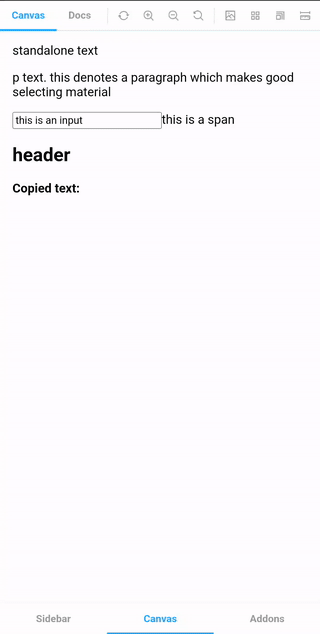 Canvas Docs
standalone text
p text. this denotes a paragraph which makes good
selecting material
this is an input this is a span
header
Copied text:
Sidebar Canvas Addons